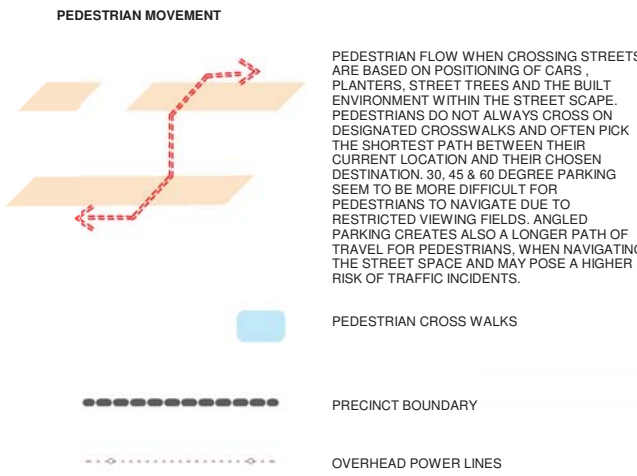 PEDESTRIAN MOVEMENT
PEDESTRIAN FLOW WHEN CROSSING STREETS
ARE BASED ON POSITIONING OF CARS ,
PLANTERS, STREET TREES AND THE BUILT
ENVIRONMENT WITHIN THE STREET SCAPE.
PEDESTRIANS DO NOT ALWAYS CROSS ON
DESIGNATED CROSSWALKS AND OFTEN PICK
THE SHORTEST PATH BETWEEN THEIR
CURRENT LOCATION AND THEIR CHOSEN
DESTINATION. 30, 45 & 60 DEGREE PARKING
SEEM TO BE MORE DIFFICULT FOR
PEDESTRIANS TO NAVIGATE DUE TO
RESTRICTED VIEWING FIELDS. ANGLED
PARKING CREATES ALSO A LONGER PATH OF
TRAVEL FOR PEDESTRIANS, WHEN NAVIGATING
THE STREET SPACE AND MAY POSE A HIGHER
RISK OF TRAFFIC INCIDENTS.
PEDESTRIAN CROSS WALKS
PRECINCT BOUNDARY
OVERHEAD POWER LINES